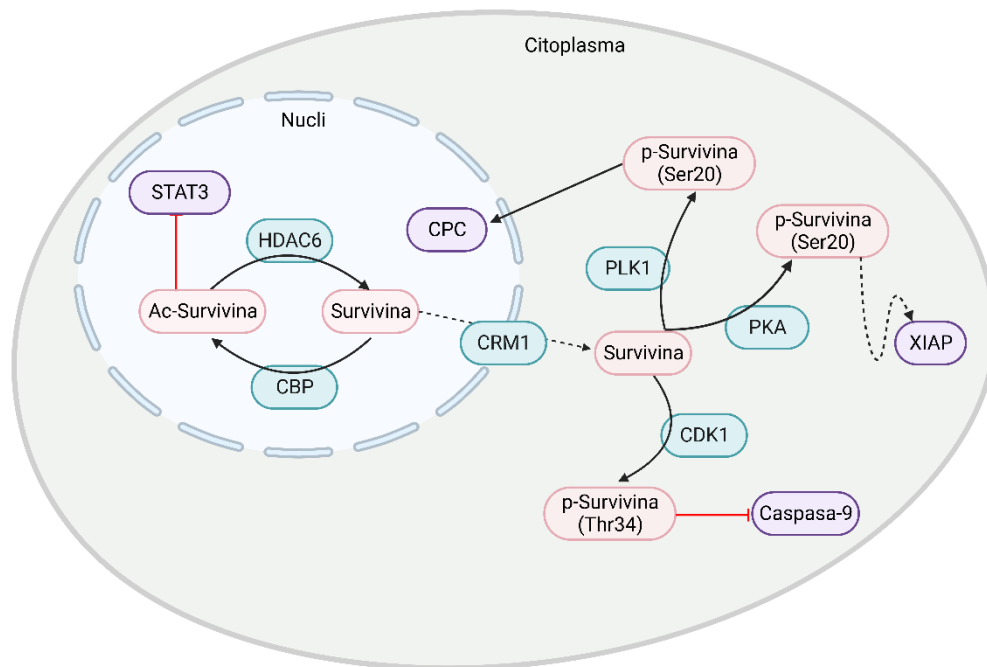 Citoplasma
Nucli
p-Survivina
(Ser20)
STAT3
CPC
p-Survivina
(Ser20)
HDAC6
PLK1
Ac-Survivina
Survivina
PKA
CRM1
Survivina
XIAP
CBP
CDK1
p-Survivina
(Thr34)
Caspasa-9